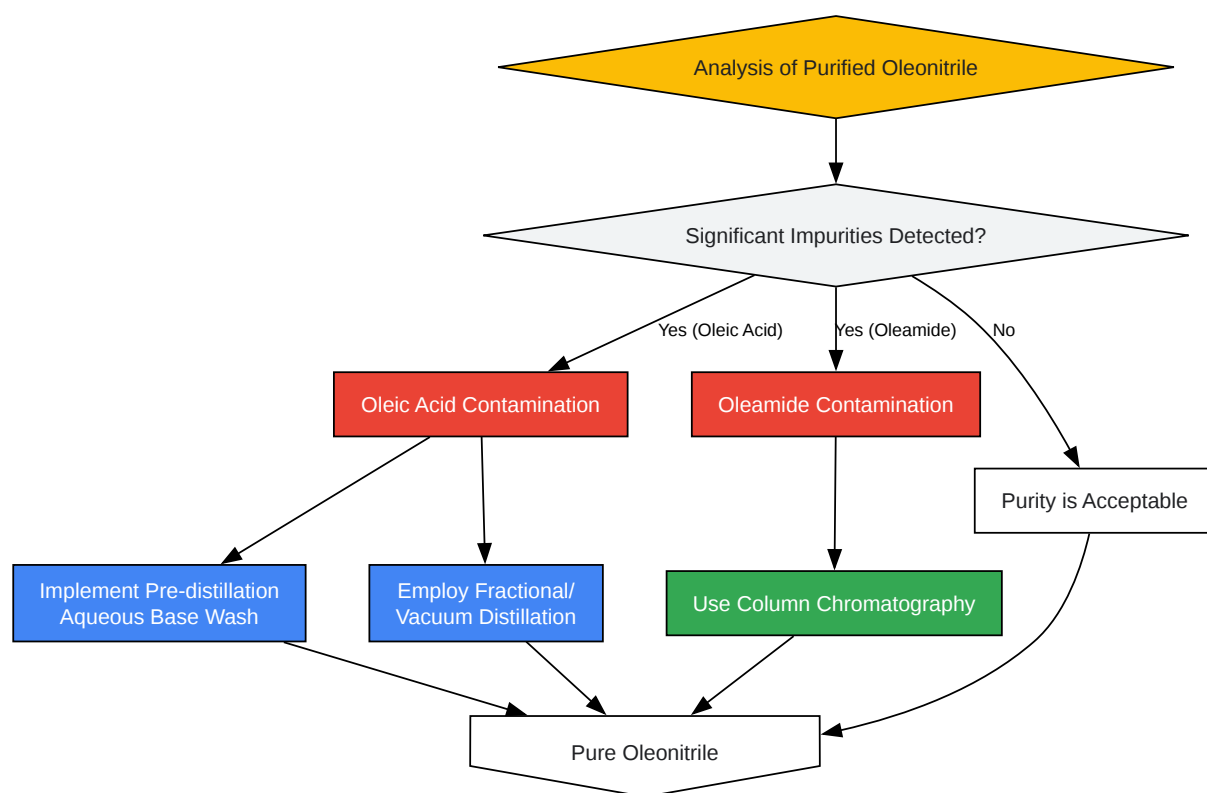 Analysis of Purified Oleonitrile
Significant Impurities Detected?
Yes (Oleic Acid)
Yes (Oleamide)
No
Oleic Acid Contamination
Oleamide Contamination
Purity is Acceptable
Implement Pre-distillation
Aqueous Base Wash
Employ Fractional/
Vacuum Distillation
Use Column Chromatography
Pure Oleonitrile